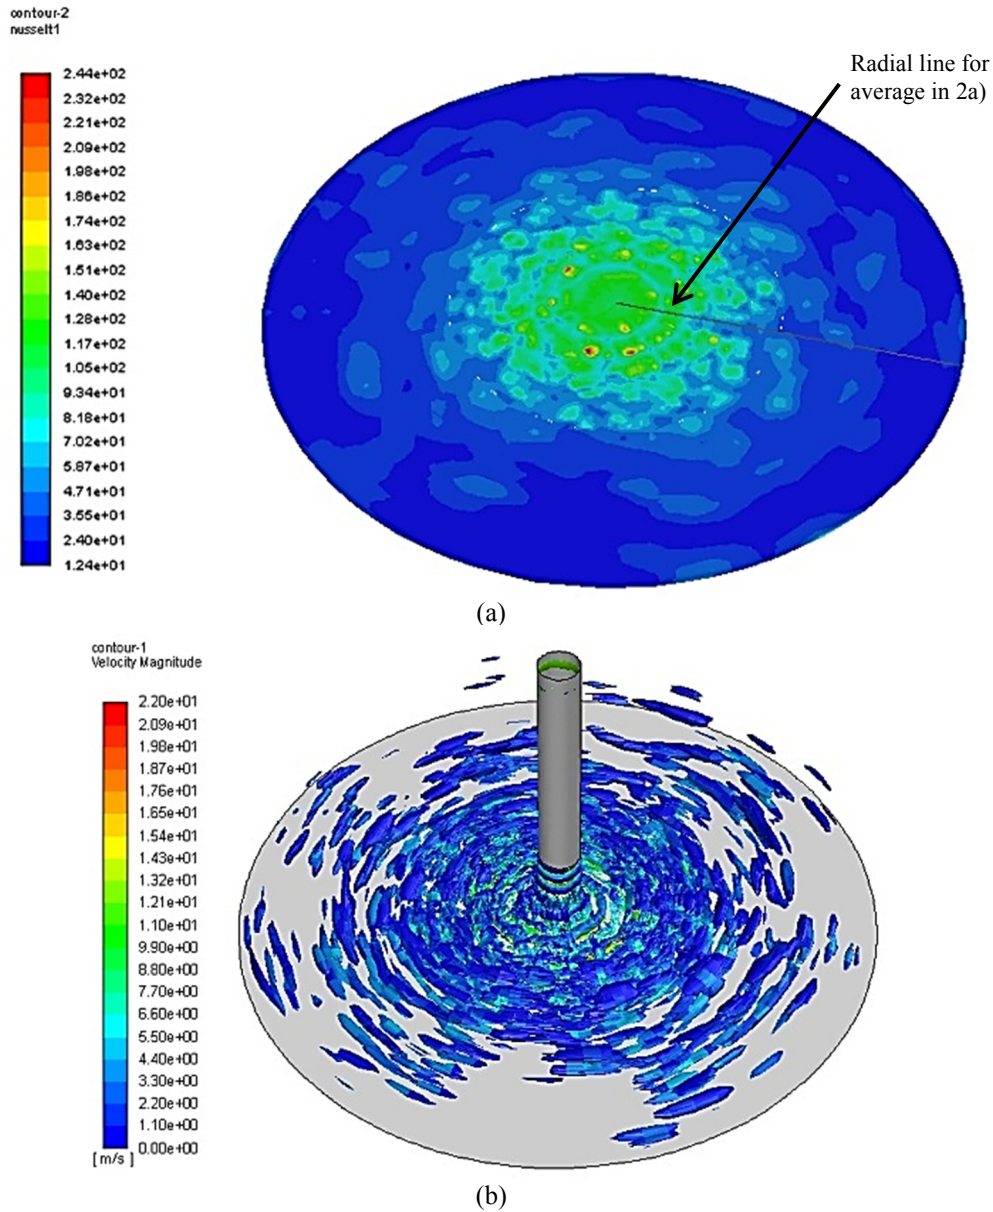 contour-2
nusselt1
2.44e+02
2.32e+02
2.21e+02
2.09e+02
1.98e+02
1.86e+02
1.74e+02
1.63e+02
1.51e+02
1.40e+02
1.28e+02
1.17e+02
1.05e+02
9.34e+01
8.18e+01
7.02e+01
5.87e+01
4.71e+01
3.55e+01
2.40e+01
1.24e+01
Radial line for
average in 2a)
(a)
contour-1
Velocity Magnitude
2.20e+01
2.09e+01
1.98e+01
1.87e+01
1.76e+01
1.65e+01
1.54e+01
1.43e+01
1.32e+01
1.21e+01
1.10e+01
9.90e+00
8.80e+00
7.70e+00
6.60e+00
5.50e+00
4.40e+00
3.30e+00
2.20e+00
1.10e+00
0.00e+00
[m/s]
(b)